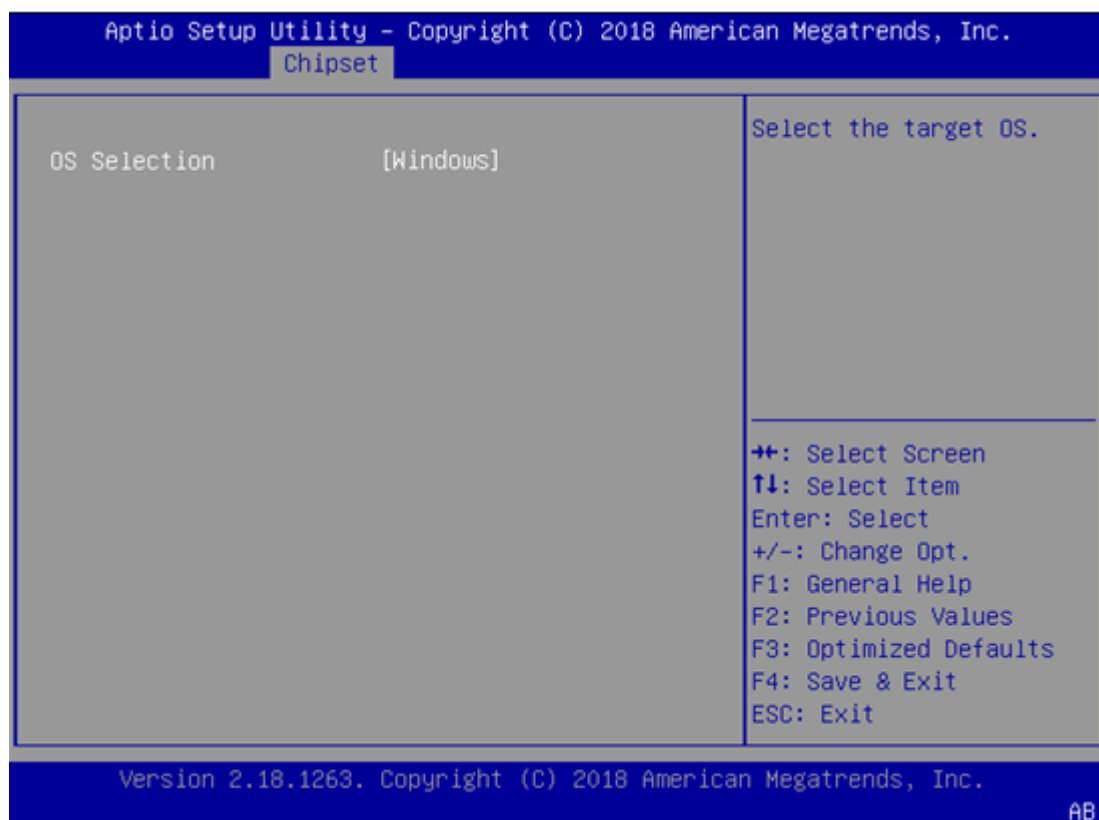 Aptio Setup Utility – Copyright (C) 2018 American Megatrends, Inc.
Chipset
OS Selection [Windows]
Select the target OS.
→←: Select Screen
↑↓: Select Item
Enter: Select
+/-: Change Opt.
F1: General Help
F2: Previous Values
F3: Optimized Defaults
F4: Save & Exit
ESC: Exit
Version 2.18.1263. Copyright (C) 2018 American Megatrends, Inc.
AB